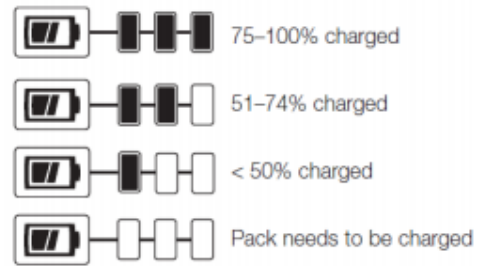 75–100% charged
51–74% charged
< 50% charged
Pack needs to be charged